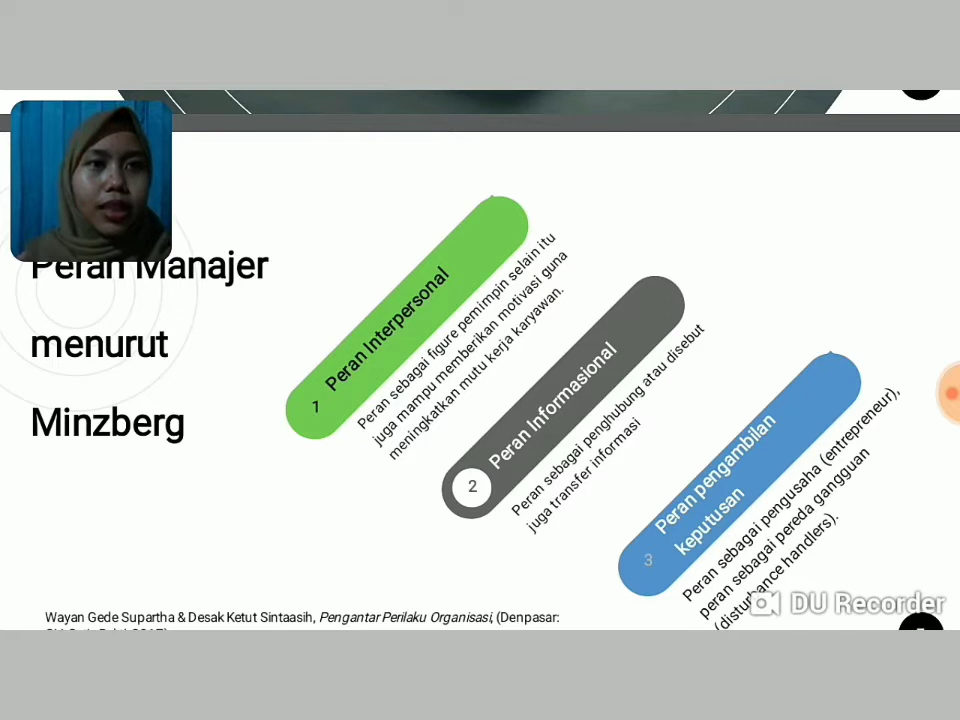 Peran Manajer
menurut
Minzberg
1
Peran Interpersonal
Peran sebagai figure pemimpin selain itu
juga mampu memberikan motivasi guna
meningkatkan mutu kerja karyawan.
2
Peran Informasional
Peran sebagai penghubung atau disebut
juga transfer informasi
3
Peran pengambilan
keputusan
Peran sebagai pengusaha (entrepreneur),
peran sebagai pereda gangguan
(disturbance handlers).
Wayan Gede Supartha & Desak Ketut Sintaasih, Pengantar Perilaku Organisasi, (Denpasar:
DU Recorder